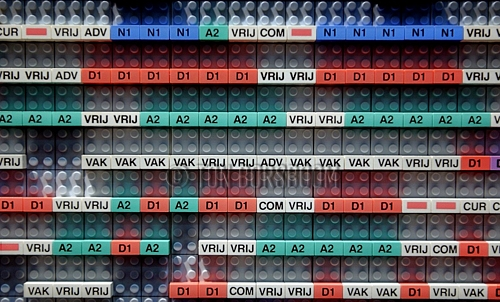 CUR VRIJ ADV N1 N1 N1 A2 VRIJ COM N1 N1 N1 N1 N1 VRIJ
VRIJ VRIJ ADV D1 D1 D1 D1 D1 D1 VRIJ VRIJ D1 D1 D1 D1 D1 VRIJ
A2 A2 A2 VRIJ VRIJ A2 A2 A2 A2 A2 VRIJ VRIJ A2 A2 A2 A2 A2
VRIJ VAK VAK VAK VRIJ VRIJ VRIJ ADV VAK VAK VAK VAK VRIJ VRIJ D1
D1 D1 VRIJ VRIJ A2 D1 A2 D1 D1 COM VRIJ D1 D1 D1 CUR
VRIJ A2 A2 D1 A2 VRIJ VRIJ A2 A2 A2 A2 A2 VRIJ COM D1
VAK VRIJ VRIJ D1 D1 COM VRIJ VRIJ D1 VAK VAK D1 VRIJ VAK
© TON BORSBOOM